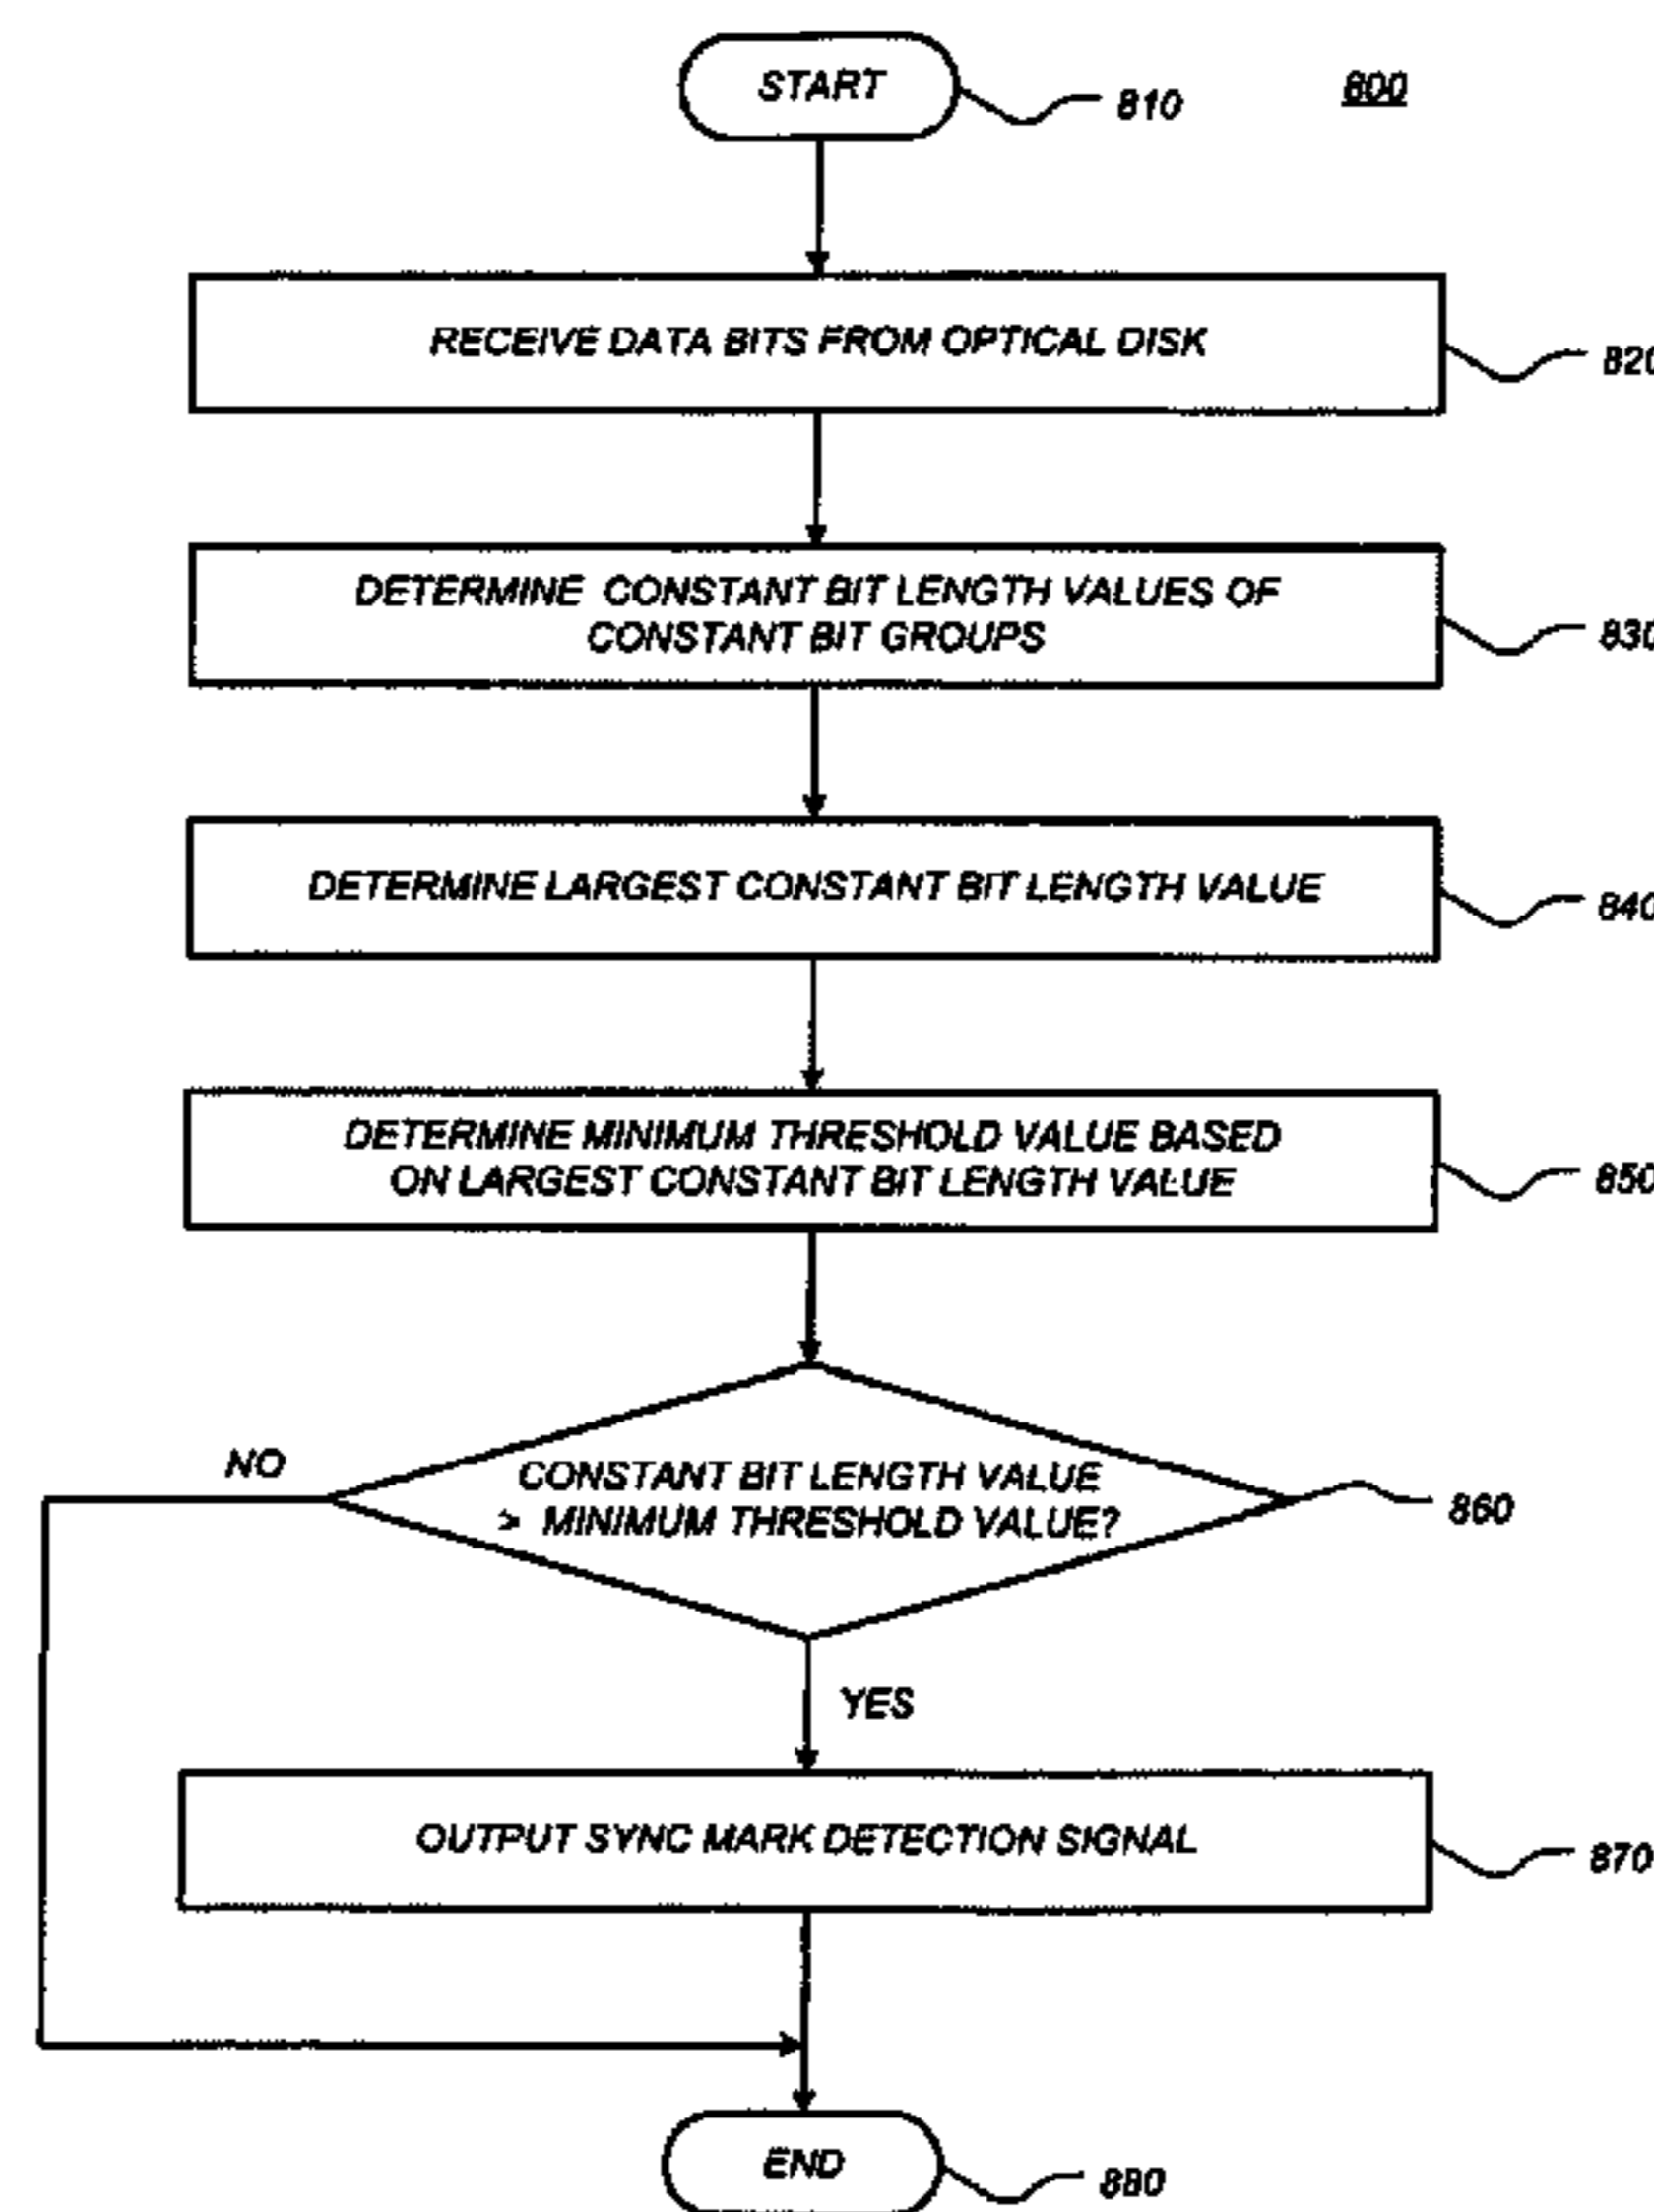 START
810
800
RECEIVE DATA BITS FROM OPTICAL DISK
820
DETERMINE CONSTANT BIT LENGTH VALUES OF
CONSTANT BIT GROUPS
830
DETERMINE LARGEST CONSTANT BIT LENGTH VALUE
840
DETERMINE MINIMUM THRESHOLD VALUE BASED
ON LARGEST CONSTANT BIT LENGTH VALUE
850
NO
CONSTANT BIT LENGTH VALUE
> MINIMUM THRESHOLD VALUE?
860
YES
OUTPUT SYNC MARK DETECTION SIGNAL
870
END
880